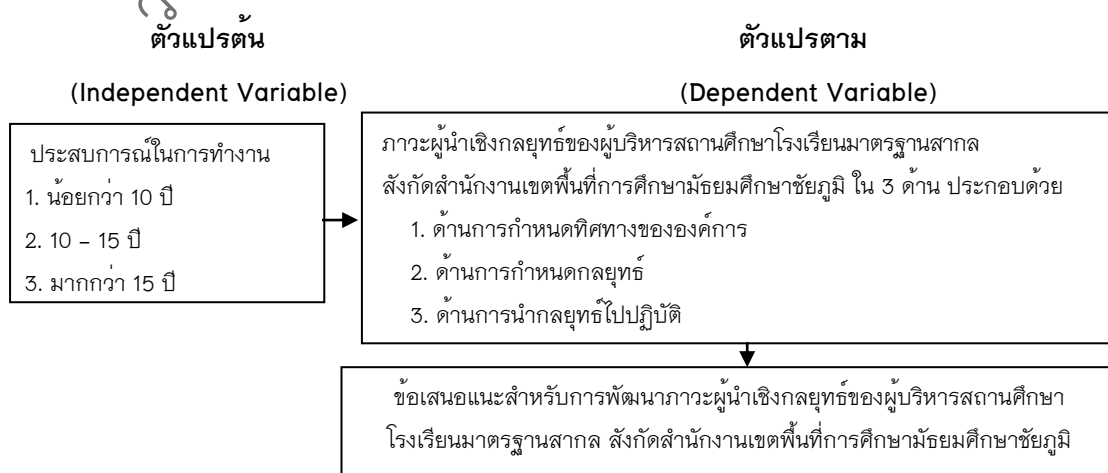 ตัวแปรต้น
(Independent Variable)
ประสบการณ์ในการทำงาน
1. น้อยกว่า 10 ปี
2. 10 – 15 ปี
3. มากกว่า 15 ปี
ตัวแปรตาม
(Dependent Variable)
ภาวะผู้นำเชิงกลยุทธ์ของผู้บริหารสถานศึกษาโรงเรียนมาตรฐานสากล
สังกัดสำนักงานเขตพื้นที่การศึกษามัธยมศึกษาชัยภูมิ ใน 3 ด้าน ประกอบด้วย
1. ด้านการกำหนดทิศทางขององค์การ
2. ด้านการกำหนดกลยุทธ์
3. ด้านการนำกลยุทธ์ไปปฏิบัติ
ข้อเสนอแนะสำหรับการพัฒนาภาวะผู้นำเชิงกลยุทธ์ของผู้บริหารสถานศึกษา
โรงเรียนมาตรฐานสากล สังกัดสำนักงานเขตพื้นที่การศึกษามัธยมศึกษาชัยภูมิ